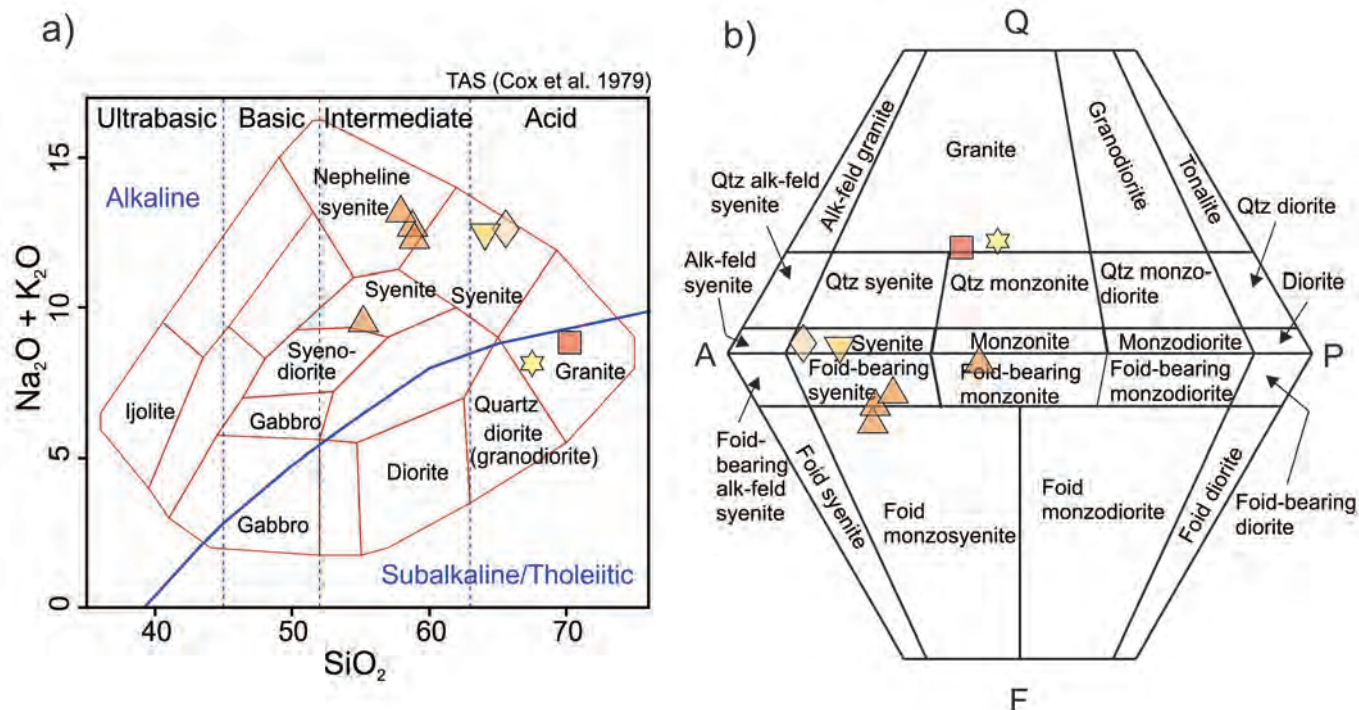 a)
TAS (Cox et al. 1979)
Ultrabasic
Basic
Intermediate
Acid
Alkaline
Nepheline
syenite
Syenite
Syenite
Syeno-
diorite
Ijolite
Gabbro
Granite
Quartz
diorite
(granodiorite)
Diorite
Gabbro
Subalkaline/Tholeiitic
Na2O + K2O
0
5
10
15
40
50
60
70
SiO2
b)
Q
Granite
Alk-feld granite
Granodiorite
Tonalite
Qtz alk-feld
syenite
Qtz diorite
Alk-feld
syenite
Qtz syenite
Qtz monzonite
Qtz monzo-
diorite
Diorite
A
Syenite
Monzonite
Monzodiorite
P
Foid-bearing
syenite
Foid-bearing
monzonite
Foid-bearing
monzodiorite
Foid-
bearing
alk-feld
syenite
Foid syenite
Foid
monzosyenite
Foid
monzodiorite
Foid diorite
Foid-bearing
diorite
F